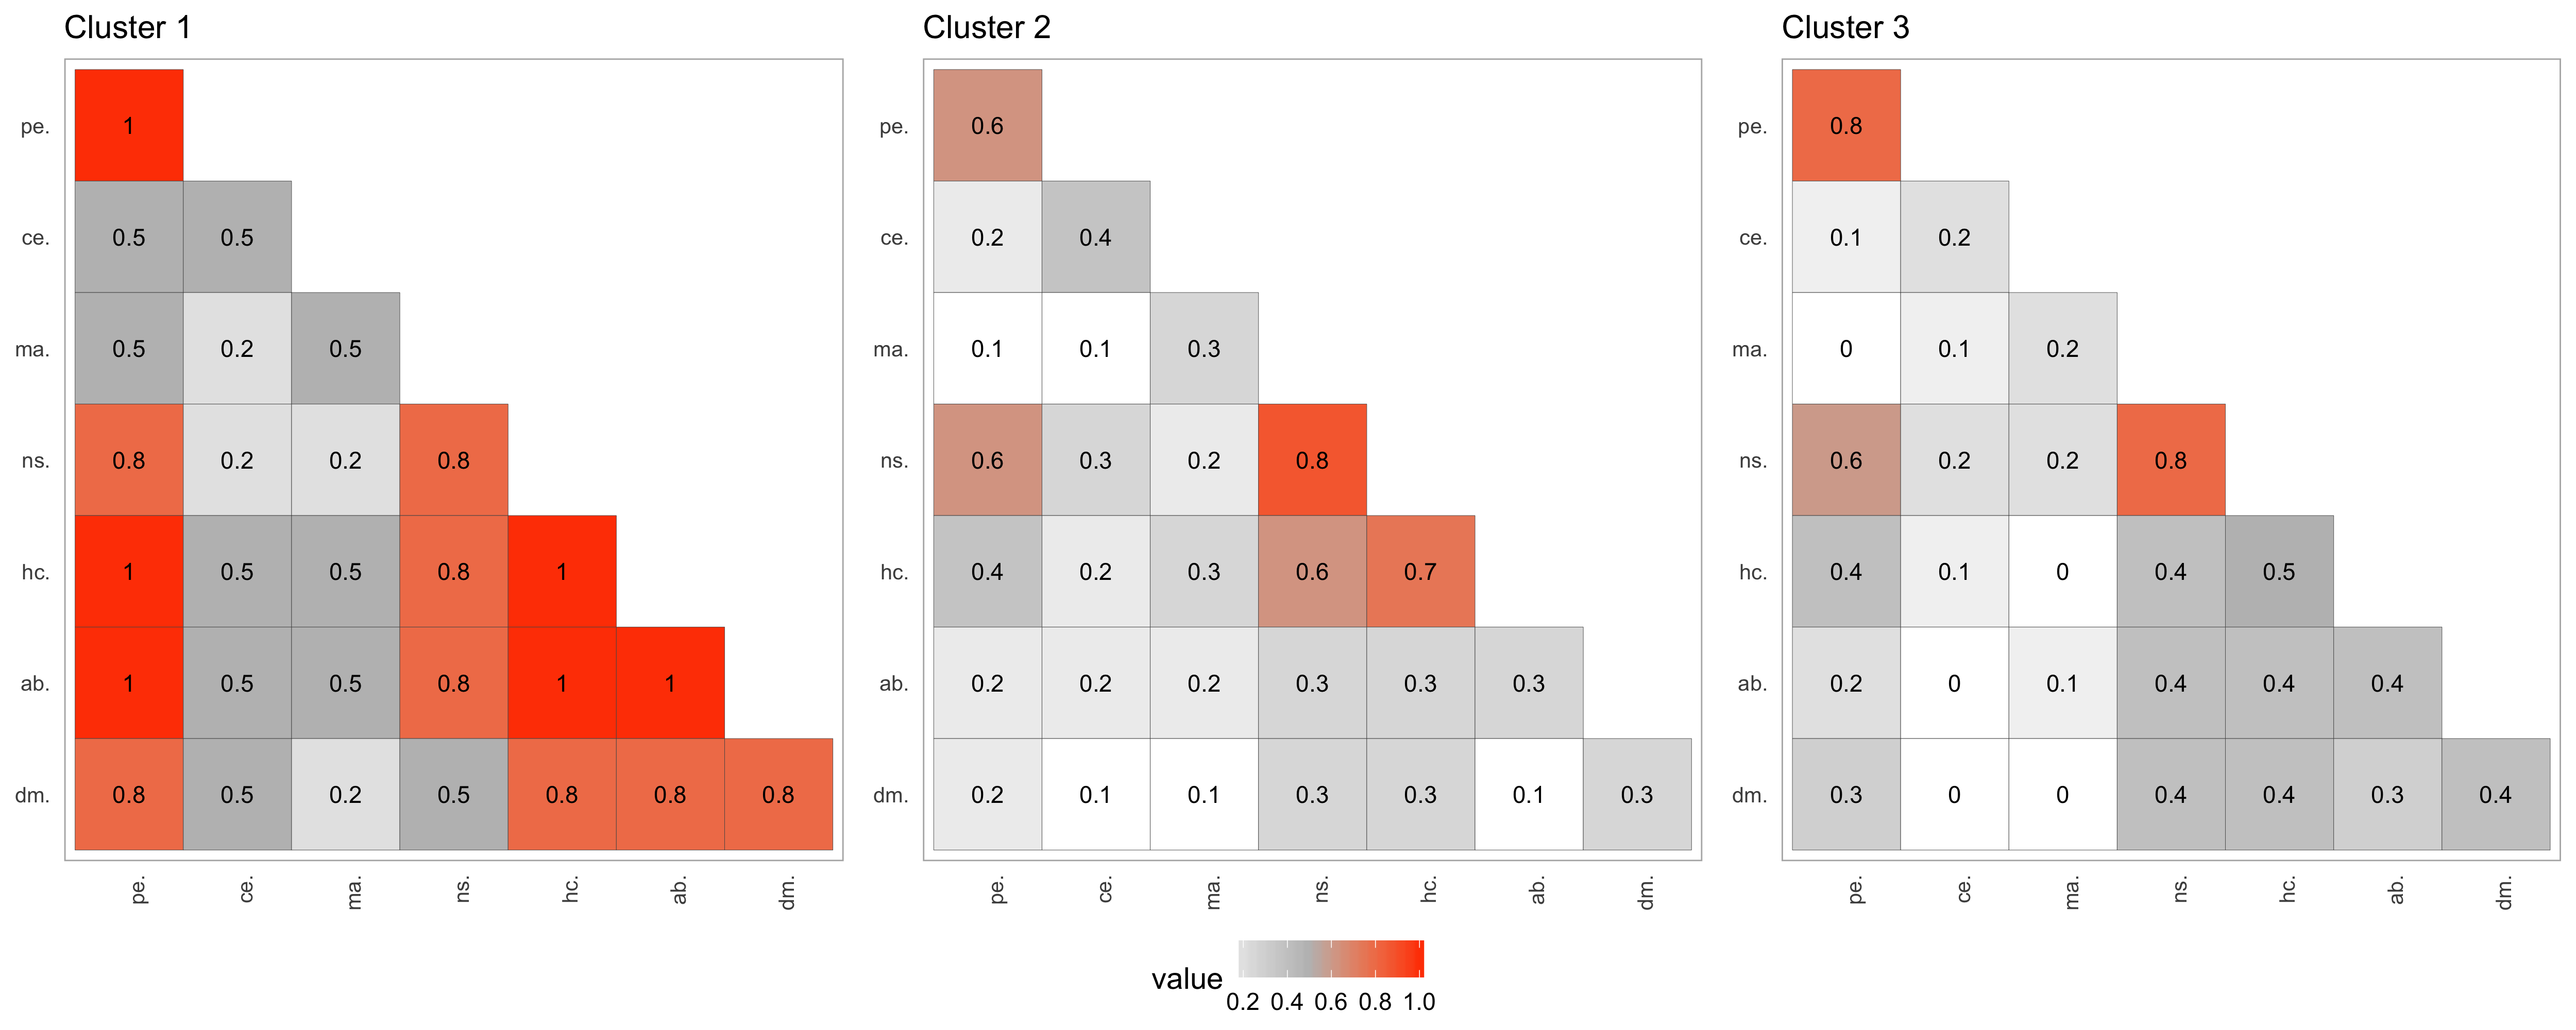 Cluster 1 Cluster 2 Cluster 3
pe. 1 pe. 0.6 pe. 0.8
ce. 0.5 0.5 ce. 0.2 0.4 ce. 0.1 0.2
ma. 0.5 0.2 0.5 ma. 0.1 0.1 0.3 ma. 0 0.1 0.2
ns. 0.8 0.2 0.2 0.8 ns. 0.6 0.3 0.2 0.8 ns. 0.6 0.2 0.2 0.8
hc. 1 0.5 0.5 0.8 1 hc. 0.4 0.2 0.3 0.6 0.7 hc. 0.4 0.1 0 0.4 0.5
ab. 1 0.5 0.5 0.8 1 1 ab. 0.2 0.2 0.2 0.3 0.3 0.3 ab. 0.2 0 0.1 0.4 0.4 0.4
dm. 0.8 0.5 0.2 0.5 0.8 0.8 0.8 dm. 0.2 0.1 0.1 0.3 0.3 0.1 0.3 dm. 0.3 0 0 0.4 0.4 0.3 0.4
pe. ce. ma. ns. hc. ab. dm. pe. ce. ma. ns. hc. ab. dm. pe. ce. ma. ns. hc. ab. dm.
value
0.2 0.4 0.6 0.8 1.0